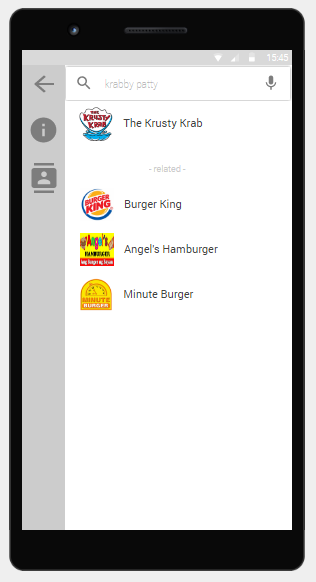 15:45
krabby patty
THE
KRUSTY
KRAB
The Krusty Krab
- related -
BURGER
KING
Burger King
Angel's
HAMBURGER
Angel's Hamburger
MINUTE
BURGER
Minute Burger